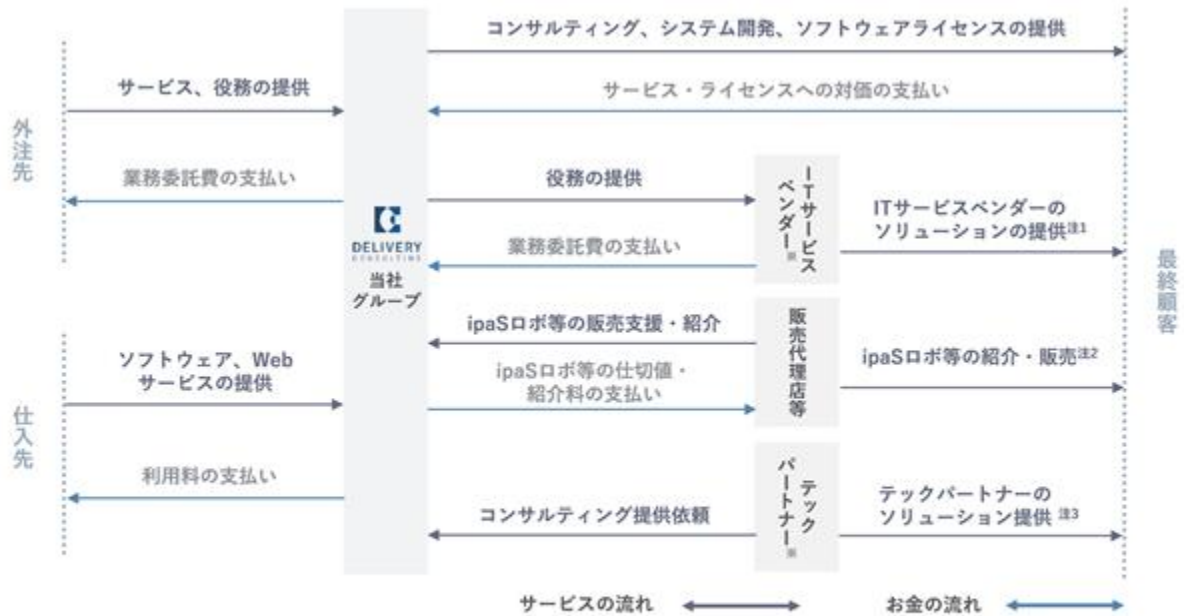 コンサルティング、システム開発、ソフトウェアライセンスの提供
サービス、役務の提供
サービス・ライセンスへの対価の支払い
外注先
業務委託費の支払い
役務の提供
ITサービス
ベンダー※
ITサービスベンダーの
ソリューションの提供注1
業務委託費の支払い
DELIVERY
CONSULTING
当社
グループ
最終顧客
ipaSロボ等の販売支援・紹介
販売代理店等
ipaSロボ等の紹介・販売注2
ソフトウェア、Web
サービスの提供
ipaSロボ等の仕切値・
紹介料の支払い
仕入先
利用料の支払い
コンサルティング提供依頼
テック
パートナー※
テックパートナーの
ソリューション提供 注3
サービスの流れ
お金の流れ